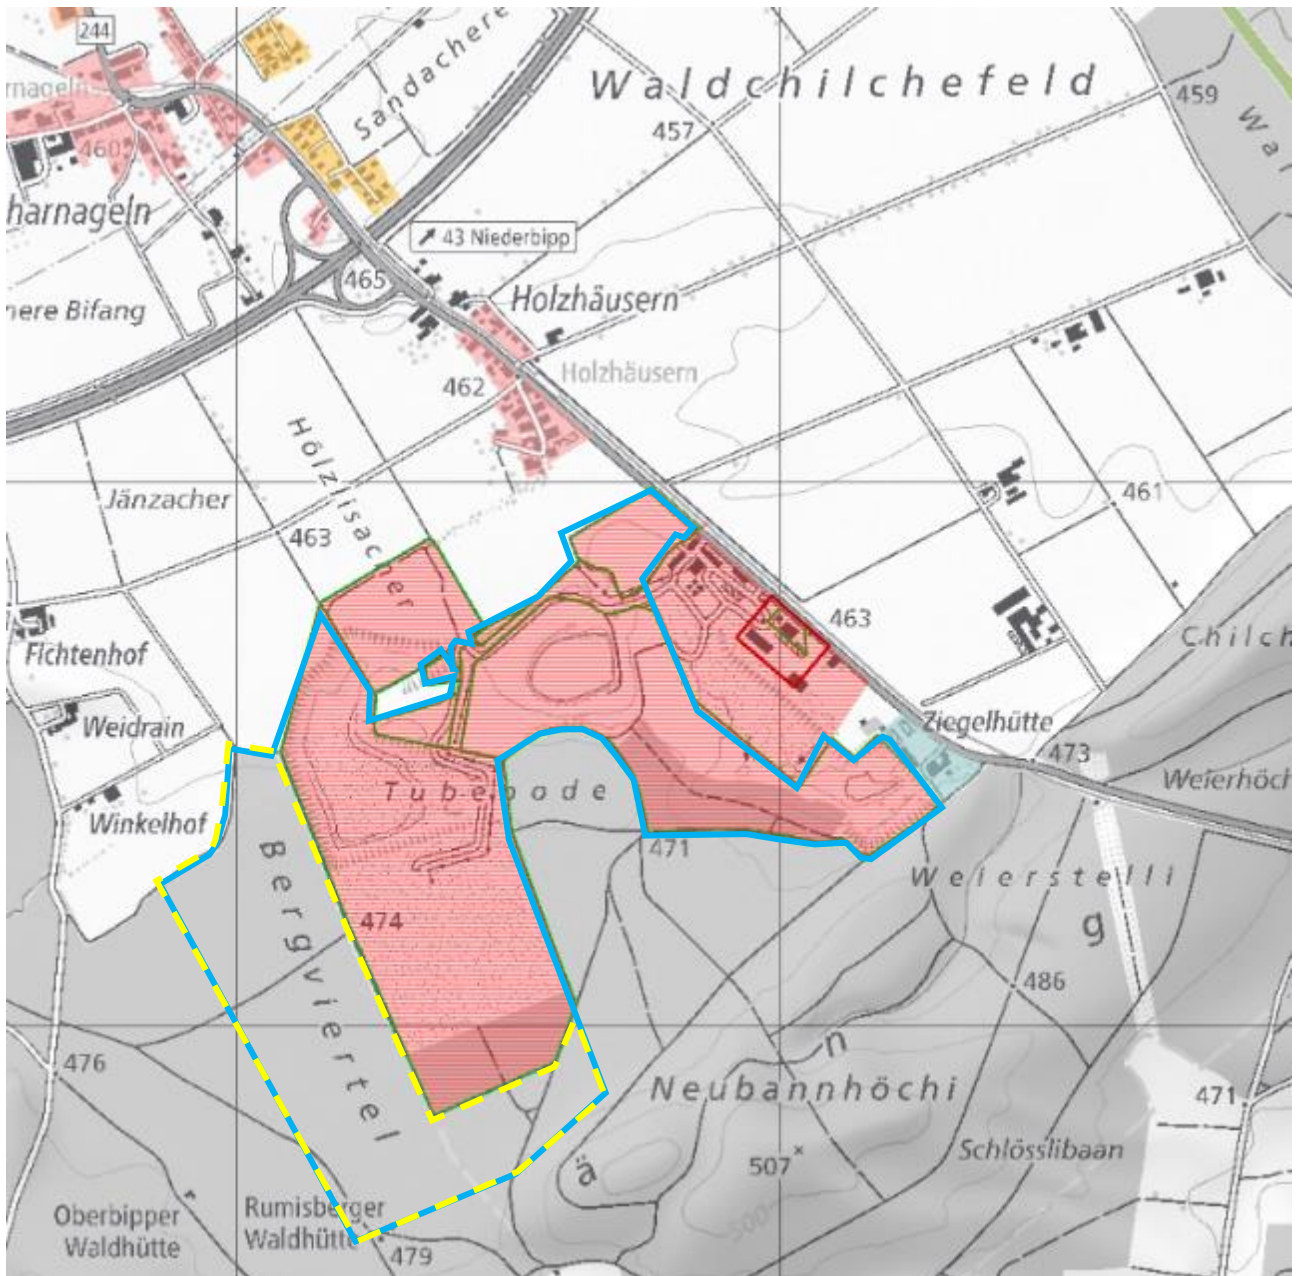 244
Sandachere
Waldchilchefeld
459
rnageln
457
Wal
460
harnageln
43 Niederbipp
465
Holzhäusern
nere Bifang
462
Holzhäusern
Hölzlisacher
Jänzacher
461
463
463
Chilch
Fichtenhof
Weidrain
Ziegelhütte
473
Weierhöch
Tubebode
Winkelhof
471
Bergviertel
Weierstelli
474
g
486
n
476
Neubannhöchi
471
507
Schlösslibaan
Oberbipper
Waldhütte
Rumisberger
Waldhütte
479
500